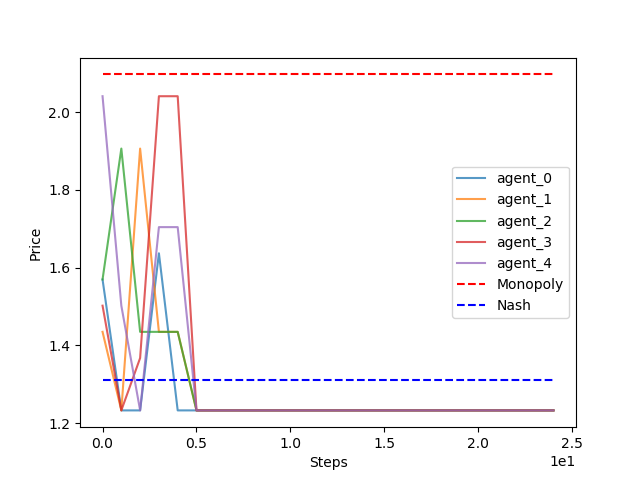 2.0
1.8
1.6
1.4
1.2
Price
0.0
0.5
1.0
1.5
2.0
2.5
1e1
Steps
agent_0
agent_1
agent_2
agent_3
agent_4
Monopoly
Nash